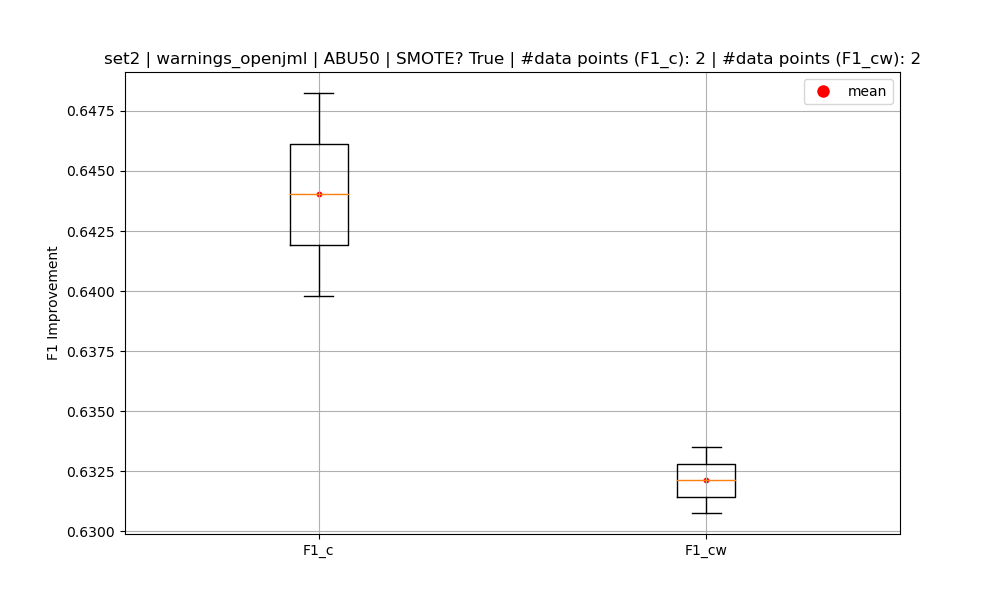 set2 | warnings_openjml | ABU50 | SMOTE? True | #data points (F1_c): 2 | #data points (F1_cw): 2
mean
0.6475
0.6450
0.6425
0.6400
0.6375
0.6350
0.6325
0.6300
F1 Improvement
F1_c
F1_cw